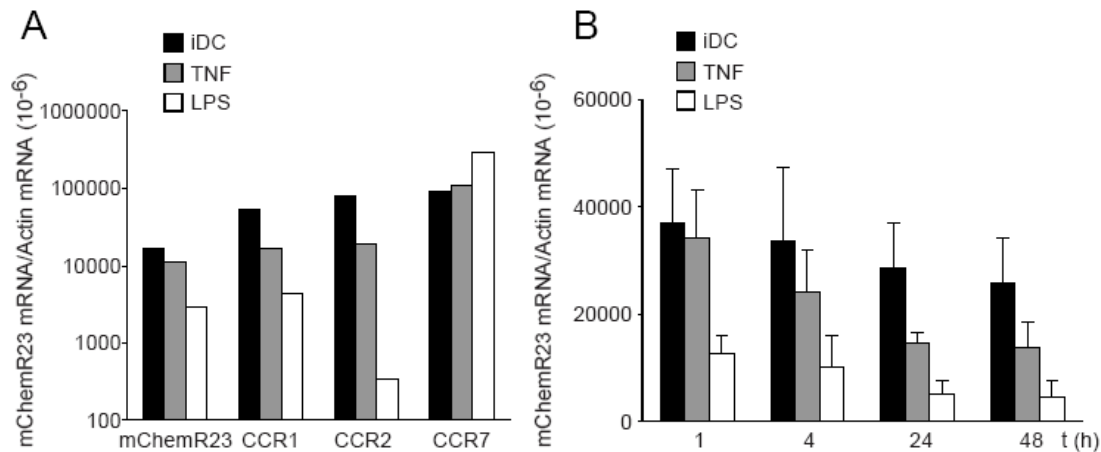 A
iDC
TNF
LPS
mChemR23 mRNA/Actin mRNA (10-6)
1000000
100000
10000
1000
100
mChemR23 CCR1 CCR2 CCR7
B
iDC
TNF
LPS
mChemR23 mRNA/Actin mRNA (10-6)
60000
40000
20000
0
1 4 24 48 t (h)